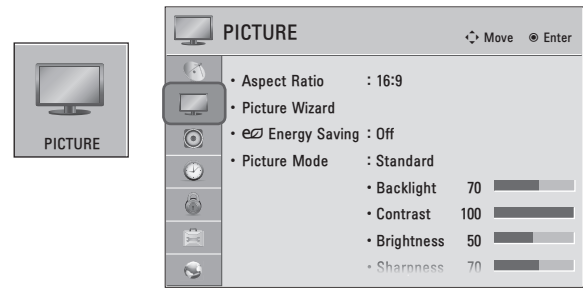 PICTURE
PICTURE
Move Enter
• Aspect Ratio : 16:9
• Picture Wizard
• Energy Saving : Off
• Picture Mode : Standard
• Backlight 70
• Contrast 100
• Brightness 50
• Sharpness 70